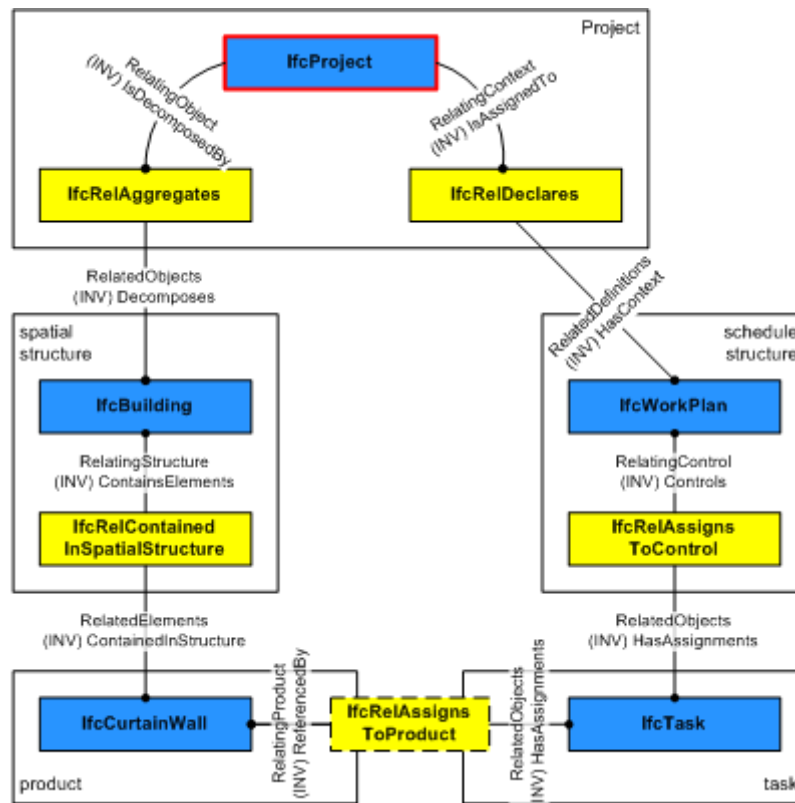 Project
IfcProject
RelatingObject
(INV) IsDecomposedBy
RelatingContext
(INV) IsAssignedTo
IfcRelAggregates
IfcRelDeclares
RelatedObjects
(INV) Decomposes
RelatedDefinitions
(INV) HasContext
spatial
structure
schedule
structure
IfcBuilding
IfcWorkPlan
RelatingStructure
(INV) ContainsElements
RelatingControl
(INV) Controls
IfcRelContained
InSpatialStructure
IfcRelAssigns
ToControl
RelatedElements
(INV) ContainedInStructure
RelatedObjects
(INV) HasAssignments
IfcCurtainWall
RelatingProduct
(INV) ReferencedBy
IfcRelAssigns
ToProduct
RelatedObjects
(INV) HasAssignments
IfcTask
product
task